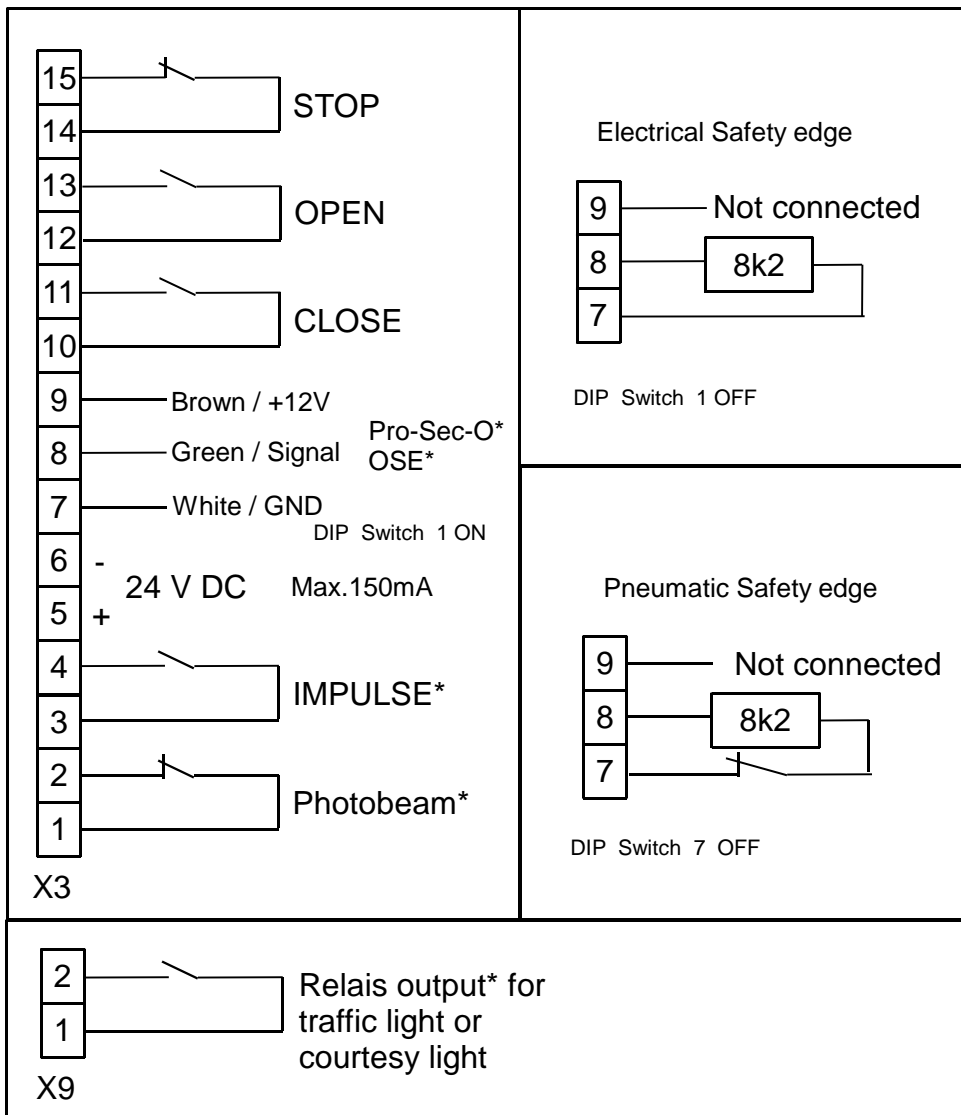 15
STOP
14
13
OPEN
12
11
CLOSE
10
9 Brown / +12V
8 Green / Signal
Pro-Sec-O*
OSE*
7 White / GND
DIP Switch 1 ON
6 -
24 V DC Max.150mA
5 +
4
IMPULSE*
3
2
Photobeam*
1
X3
Electrical Safety edge
9 Not connected
8 8k2
7
DIP Switch 1 OFF
Pneumatic Safety edge
9 Not connected
8 8k2
7
DIP Switch 7 OFF
2
1
Relais output* for
traffic light or
courtesy light
X9